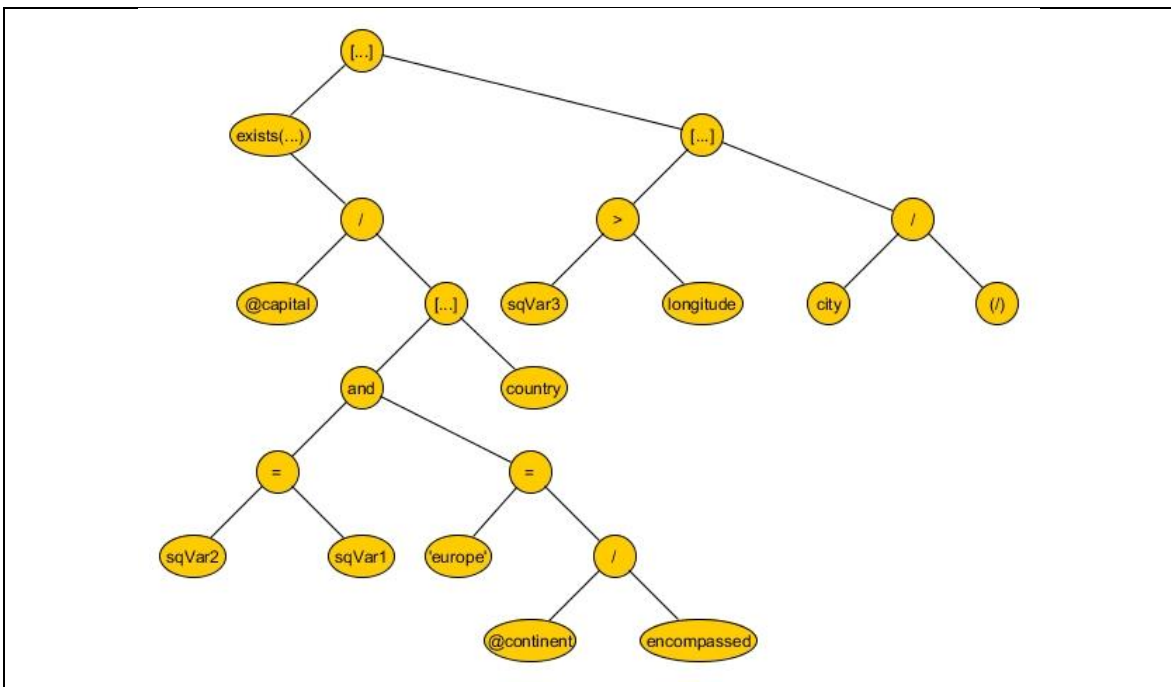 [...]
exists(...) [...]
/ > /
@capital [...] sqVar3 longitude city (/)
and country
= =
sqVar2 sqVar1 'europe' /
@continent encompassed